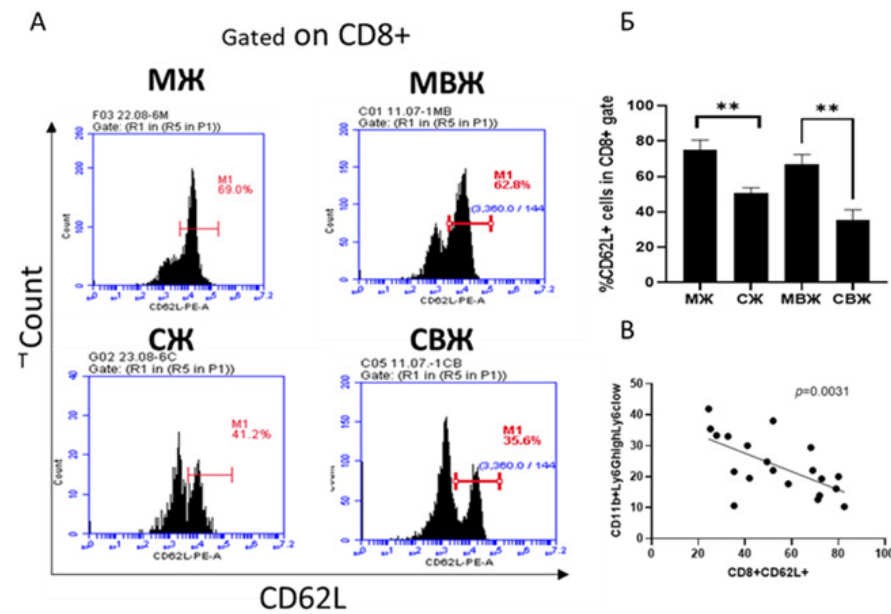 А
Gated on CD8+
МЖ
МВЖ
F03 22.08-6M
Gate: (R1 in (R5 in P1))
M1
69.0%
Count
CD62L-PE-A
C01 11.07-1MB
Gate: (R1 in (R5 in P1))
M1
62.8%
(3,360.0 / 144
Count
CD62L-PE-A
СЖ
СВЖ
G02 23.08-6C
Gate: (R1 in (R5 in P1))
M1
41.2%
Count
CD62L-PE-A
C05 11.07.-1CB
Gate: (R1 in (R5 in P1))
M1
35.6%
(3,360.0 / 144
Count
CD62L-PE-A
Count
T
CD62L
Б
%CD62L+ cells in CD8+ gate
100
80
60
40
20
0
** **
МЖ СЖ МВЖ СВЖ
В
p=0.0031
CD11b+Ly6GhighLy6clow
50
40
30
20
10
0
0 20 40 60 80 100
CD8+CD62L+